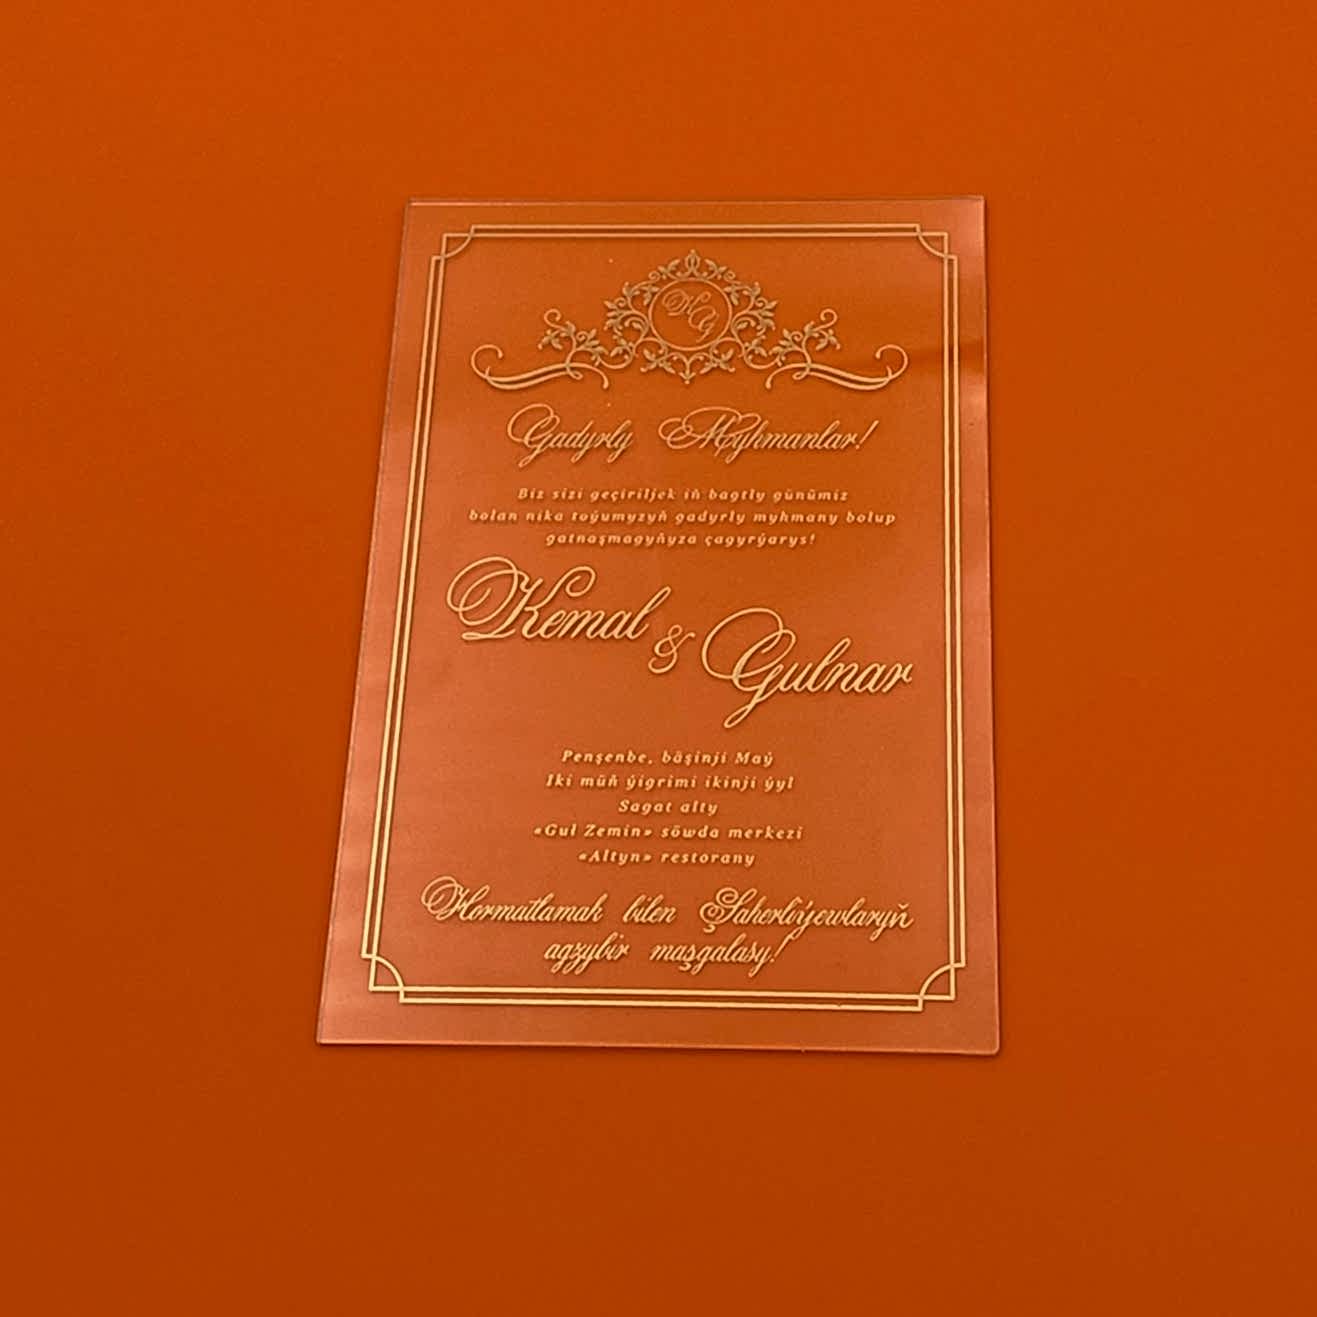 KG
Gadyrly Myhmanlar!
Biz sizi geçiriljek iň bagtly günümiz
bolan nika toýumyzyň gadyrly myhmany bolup
gatnaşmagyňyza çagyrýarys!
Kemal & Gulnar
Penşenbe, bäşinji Maý
Iki müň ýigrimi ikinji ýyl
Sagat alty
«Gul Zemin» söwda merkezi
«Altyn» restorany
Hormatlamak bilen Şaherliýewlaryň
agzybir maşgalasy!